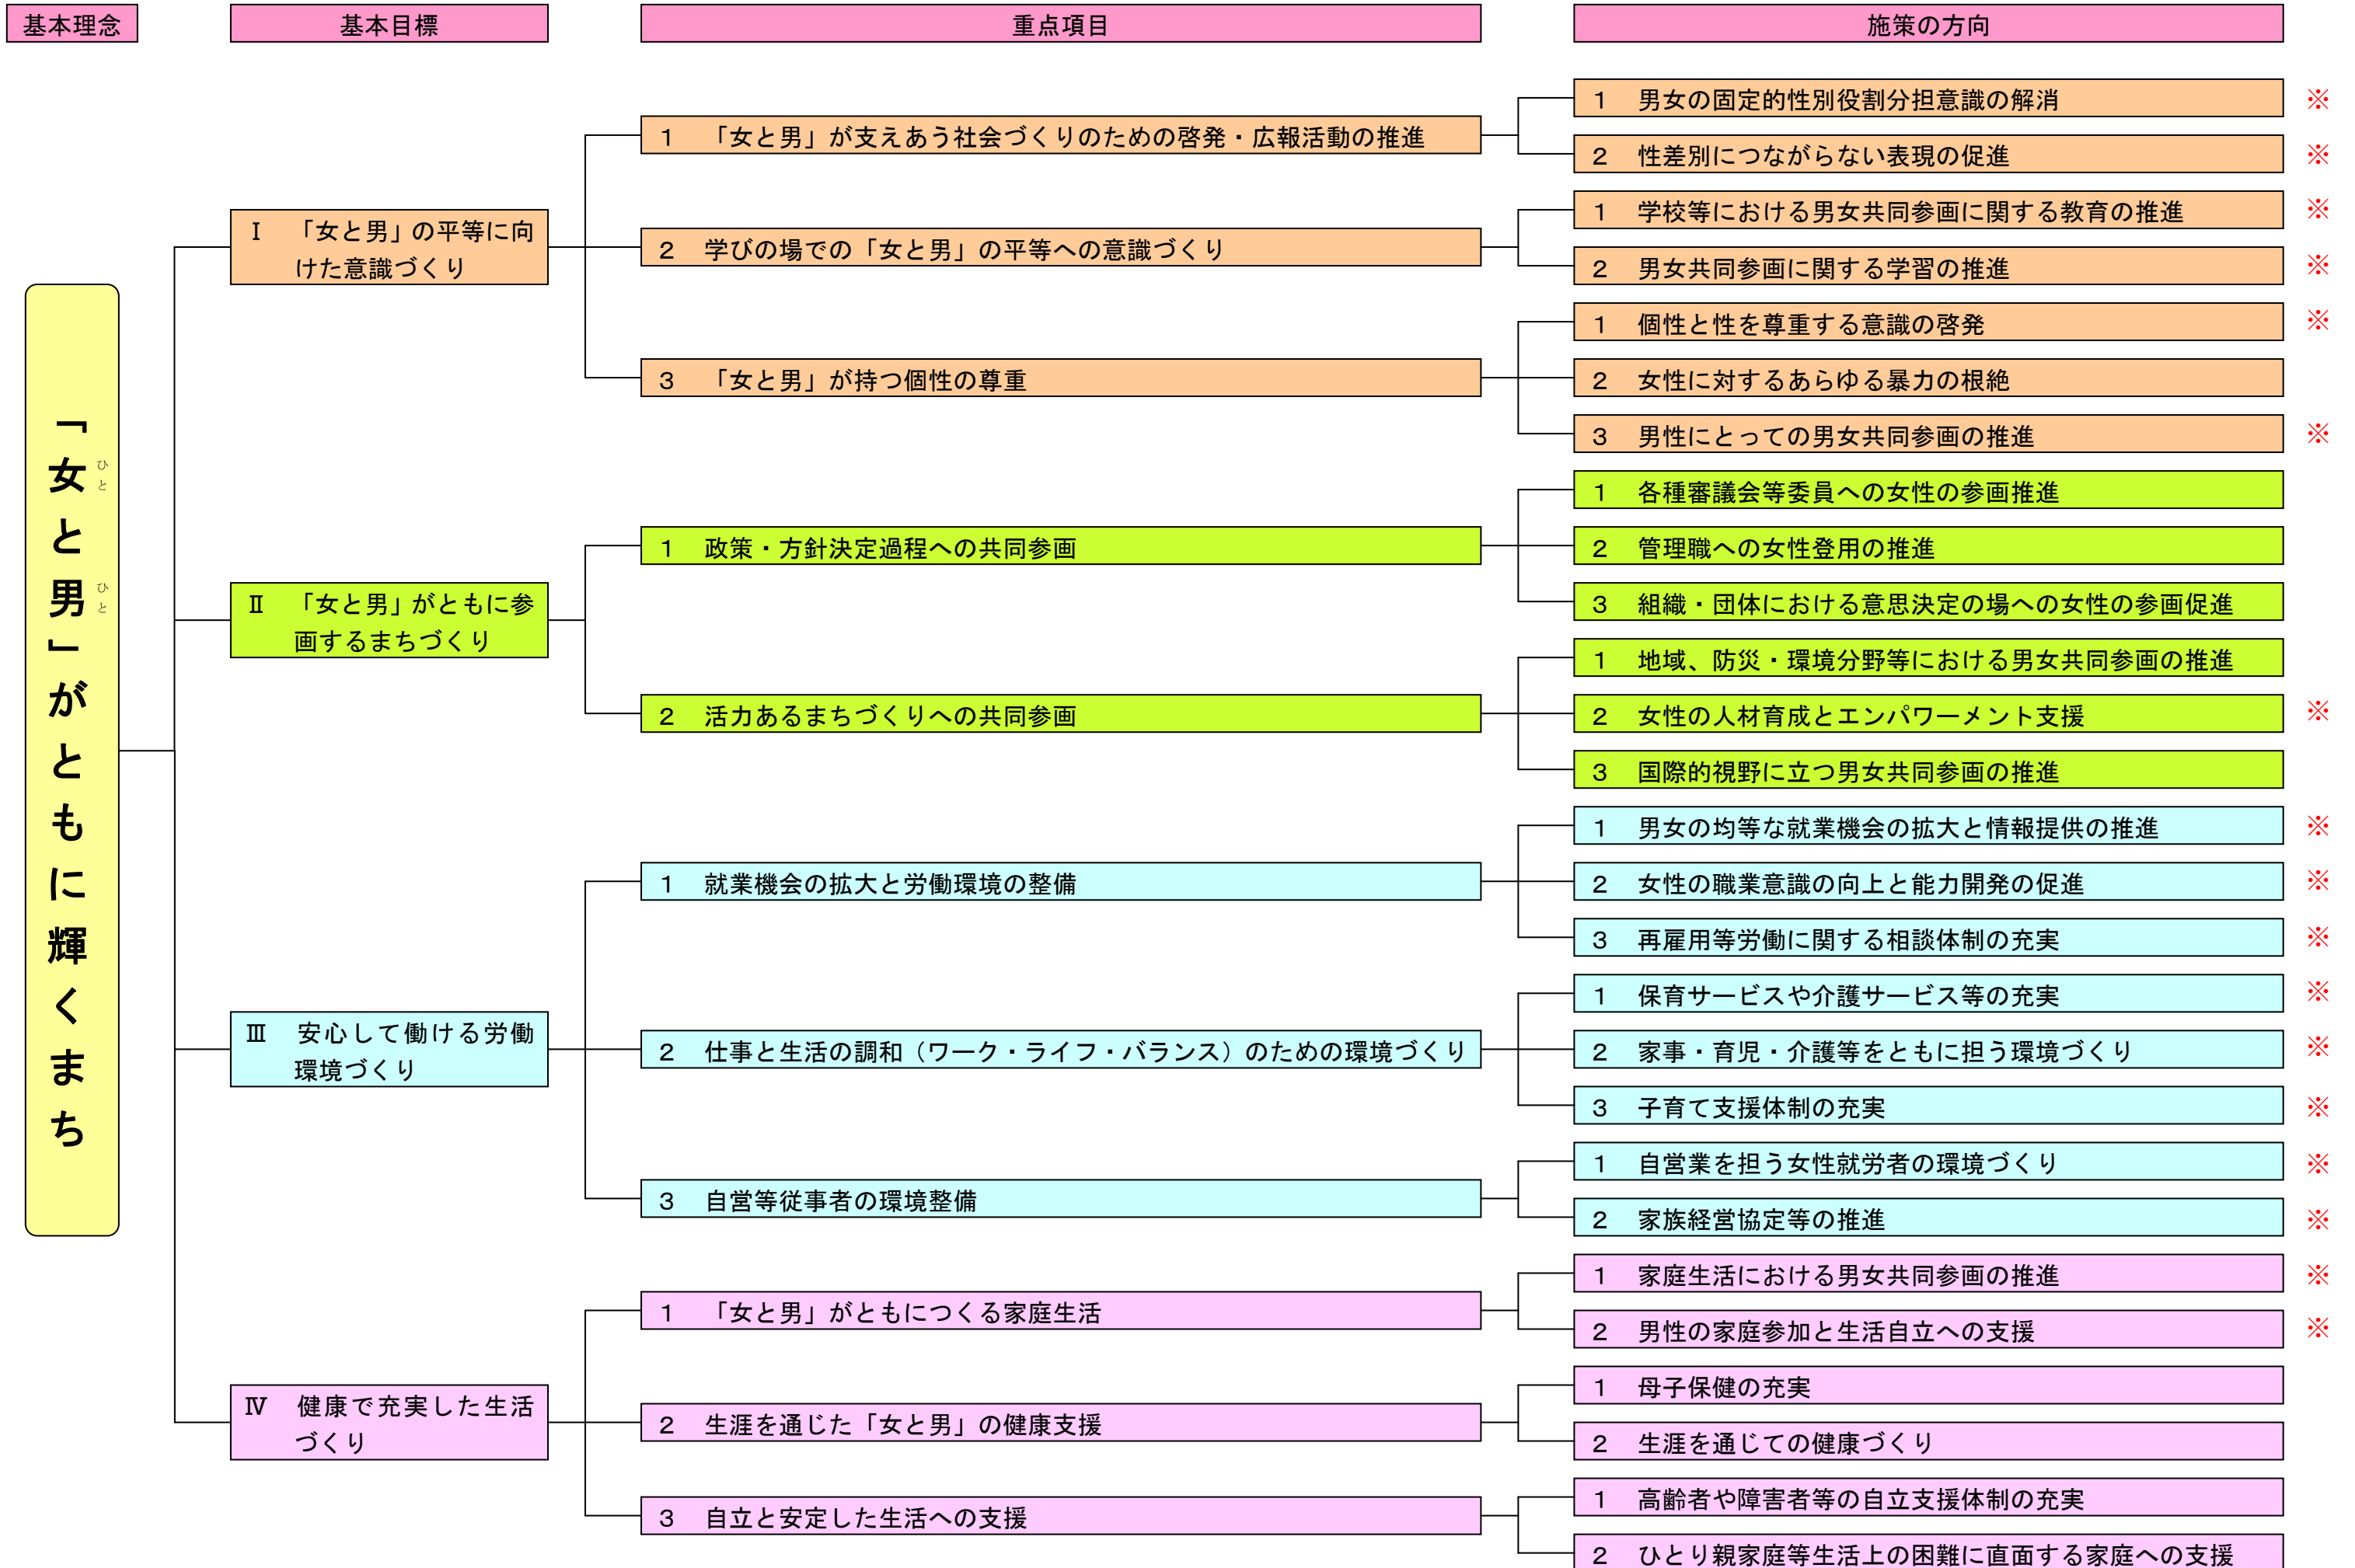 基本理念
基本目標
重点項目
施策の方向
「女と男」がともに輝くまち
ひと
ひと
Ⅰ 「女と男」の平等に向
けた意識づくり
1 「女と男」が支えあう社会づくりのための啓発・広報活動の推進
1 男女の固定的性別役割分担意識の解消 ※
2 性差別につながらない表現の促進 ※
2 学びの場での「女と男」の平等への意識づくり
1 学校等における男女共同参画に関する教育の推進 ※
2 男女共同参画に関する学習の推進 ※
3 「女と男」が持つ個性の尊重
1 個性と性を尊重する意識の啓発 ※
2 女性に対するあらゆる暴力の根絶
3 男性にとっての男女共同参画の推進 ※
Ⅱ 「女と男」がともに参
画するまちづくり
1 政策・方針決定過程への共同参画
1 各種審議会等委員への女性の参画推進
2 管理職への女性登用の推進
3 組織・団体における意思決定の場への女性の参画促進
2 活力あるまちづくりへの共同参画
1 地域、防災・環境分野等における男女共同参画の推進
2 女性の人材育成とエンパワーメント支援 ※
3 国際的視野に立つ男女共同参画の推進
Ⅲ 安心して働ける労働
環境づくり
1 就業機会の拡大と労働環境の整備
1 男女の均等な就業機会の拡大と情報提供の推進 ※
2 女性の職業意識の向上と能力開発の促進 ※
3 再雇用等労働に関する相談体制の充実 ※
2 仕事と生活の調和（ワーク・ライフ・バランス）のための環境づくり
1 保育サービスや介護サービス等の充実 ※
2 家事・育児・介護等をともに担う環境づくり ※
3 子育て支援体制の充実 ※
3 自営等従事者の環境整備
1 自営業を担う女性就労者の環境づくり ※
2 家族経営協定等の推進 ※
Ⅳ 健康で充実した生活
づくり
1 「女と男」がともにつくる家庭生活
1 家庭生活における男女共同参画の推進 ※
2 男性の家庭参加と生活自立への支援 ※
2 生涯を通じた「女と男」の健康支援
1 母子保健の充実
2 生涯を通じての健康づくり
3 自立と安定した生活への支援
1 高齢者や障害者等の自立支援体制の充実
2 ひとり親家庭等生活上の困難に直面する家庭への支援